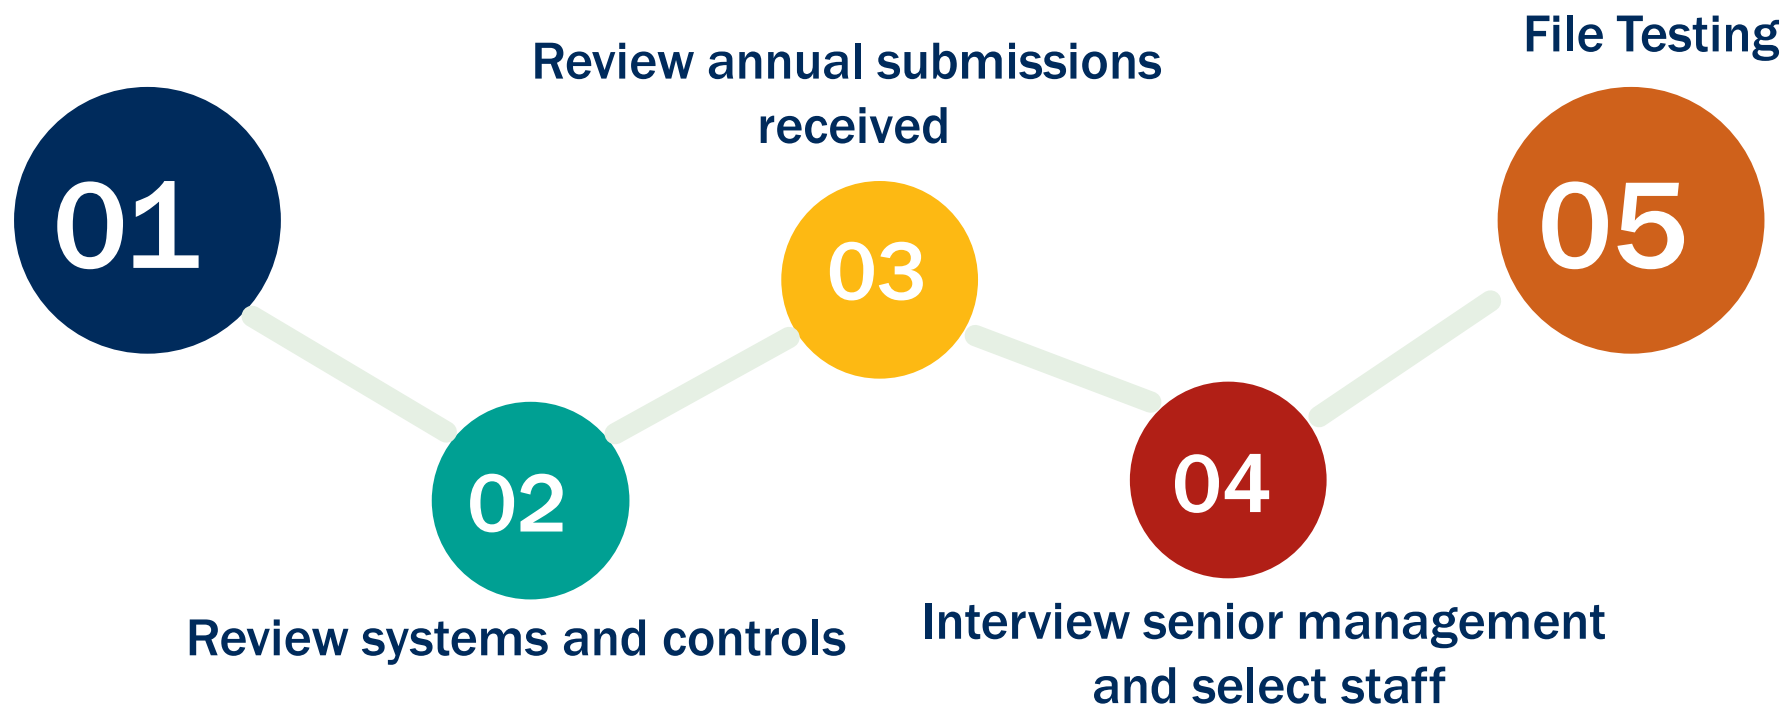 01
02
Review systems and controls
Review annual submissions
received
03
04
Interview senior management
and select staff
File Testing
05